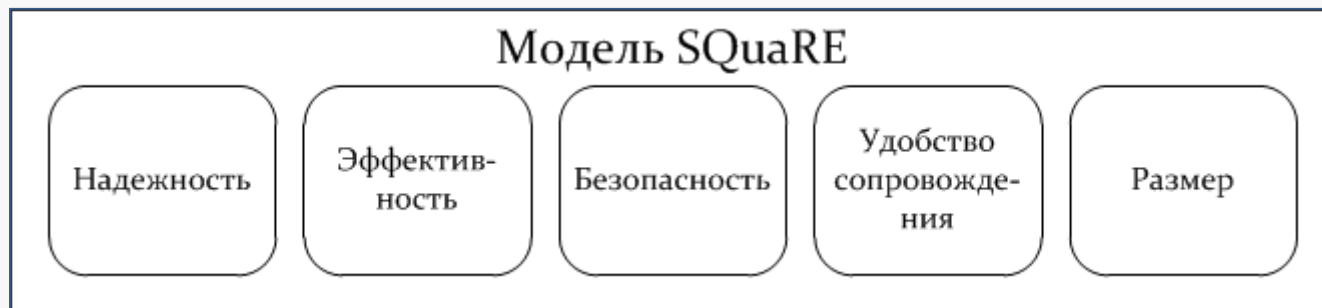 Модель SQuaRE
Надежность
Эффектив-
ность
Безопасность
Удобство
сопровожде-
ния
Размер